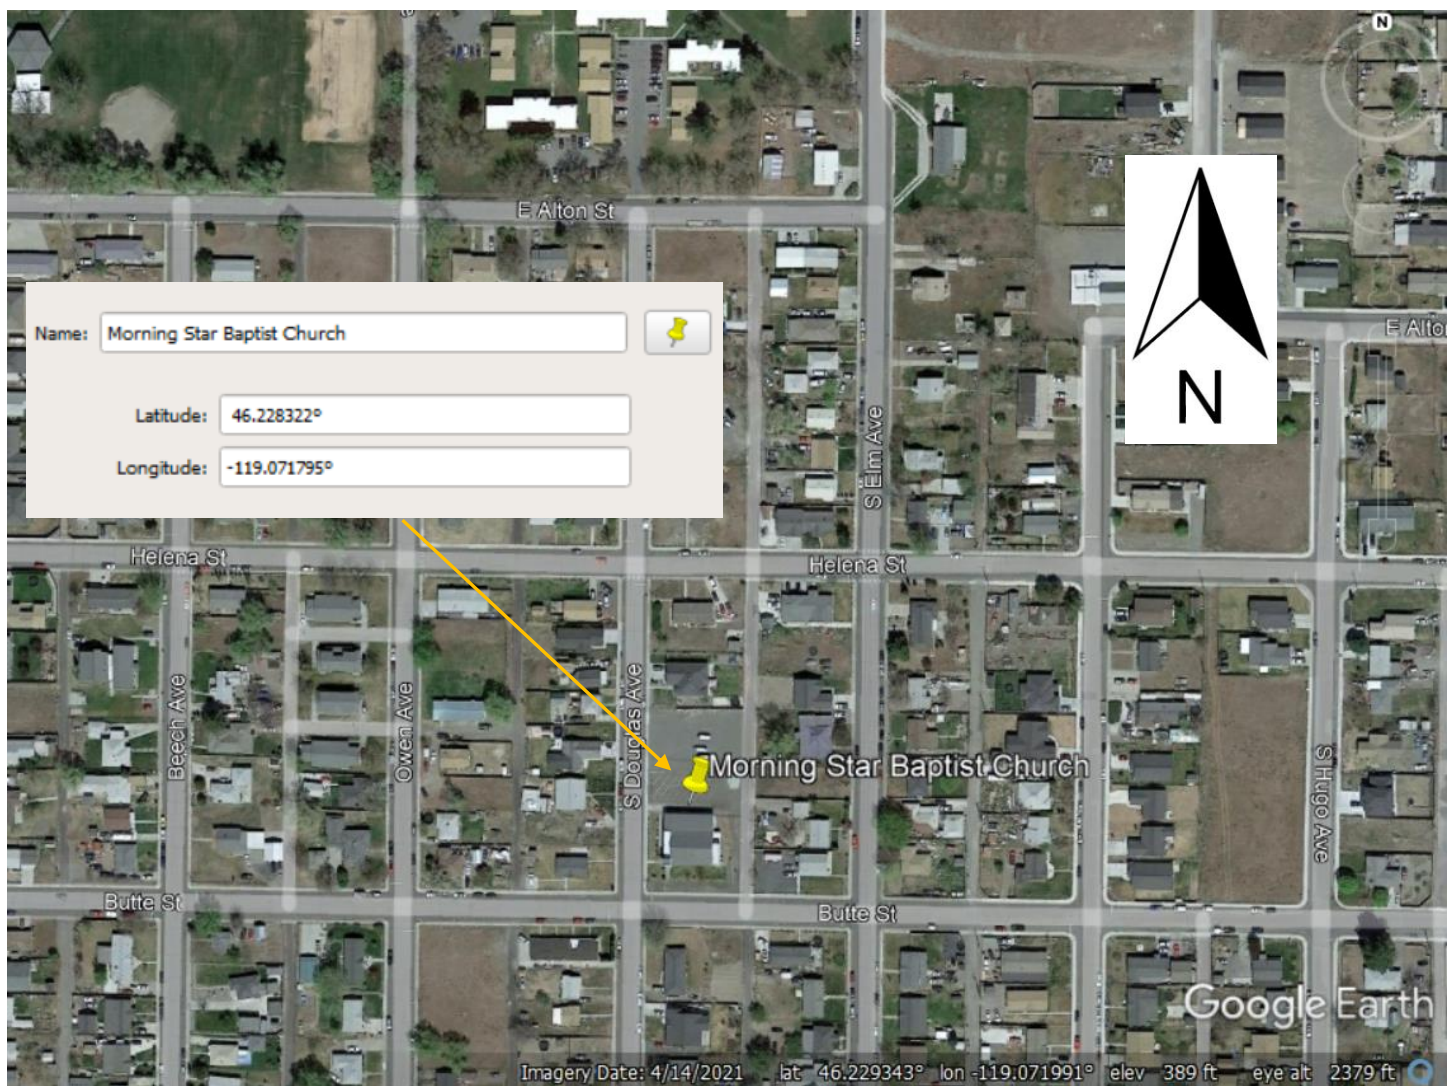 N
E Alton St
E Alto
N
Name: Morning Star Baptist Church
Latitude: 46.228322°
Longitude: -119.071795°
S Elm Ave
Helena St
Helena St
Beech Ave
Owen Ave
S Douglas Ave
Morning Star Baptist Church
S Hugo Ave
Butte St
Butte St
Google Earth
Imagery Date: 4/14/2021 lat 46.229343° lon -119.071991° elev 389 ft eye alt 2379 ft